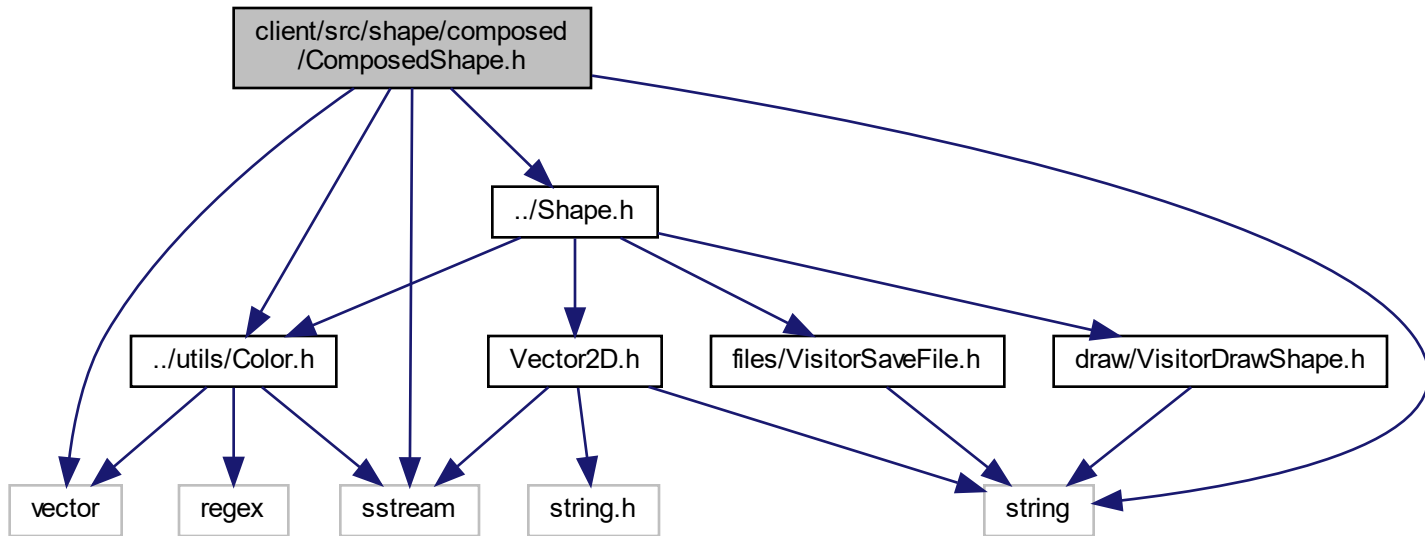 client/src/shape/composed
/ComposedShape.h
../Shape.h
../utils/Color.h
Vector2D.h
files/VisitorSaveFile.h
draw/VisitorDrawShape.h
vector
regex
sstream
string.h
string